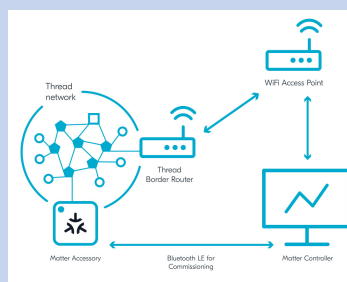 Thread
network
WiFi Access Point
Thread
Border Router
Matter Accessory
Bluetooth LE for
Commissioning
Matter Controller